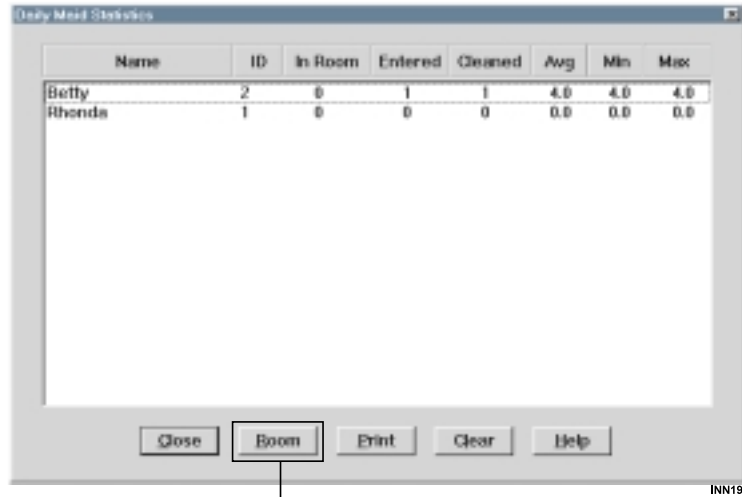 Daily Maid Statistics
Name ID In Room Entered Cleaned Avg Min Max
Betty 2 0 1 1 4.0 4.0 4.0
Rhonda 1 0 0 0 0.0 0.0 0.0
Close Room Print Clear Help
INN19